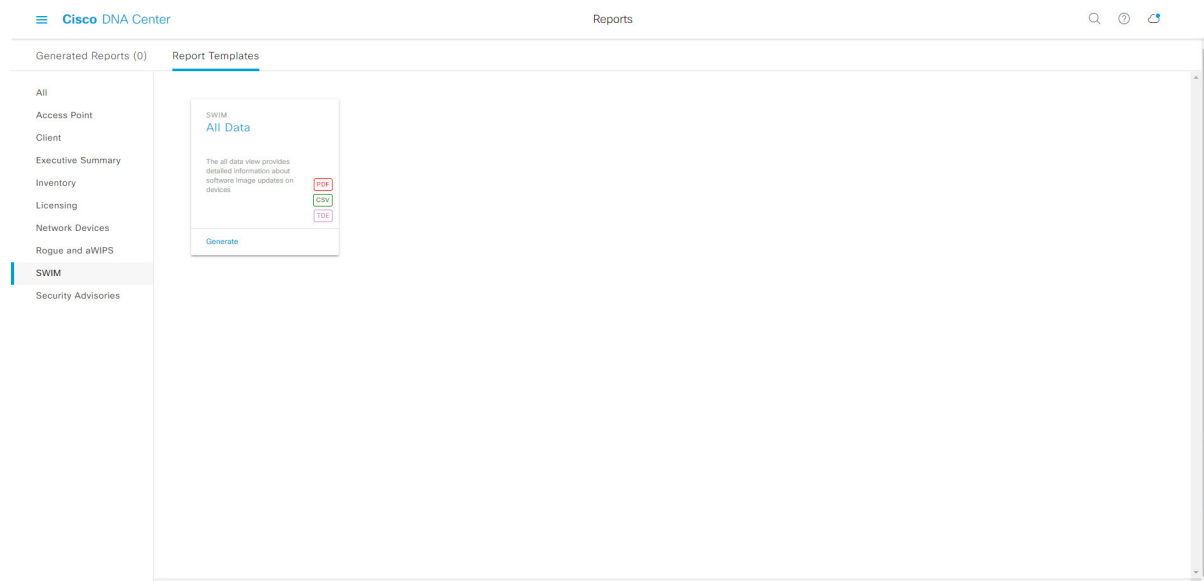 Cisco DNA Center
Reports
Generated Reports (0)
Report Templates
All
Access Point
Client
Executive Summary
Inventory
Licensing
Network Devices
Rogue and aWIPS
SWIM
Security Advisories
SWIM
All Data
The all data view provides
detailed information about
software image updates on
devices
PDF
CSV
TDE
Generate